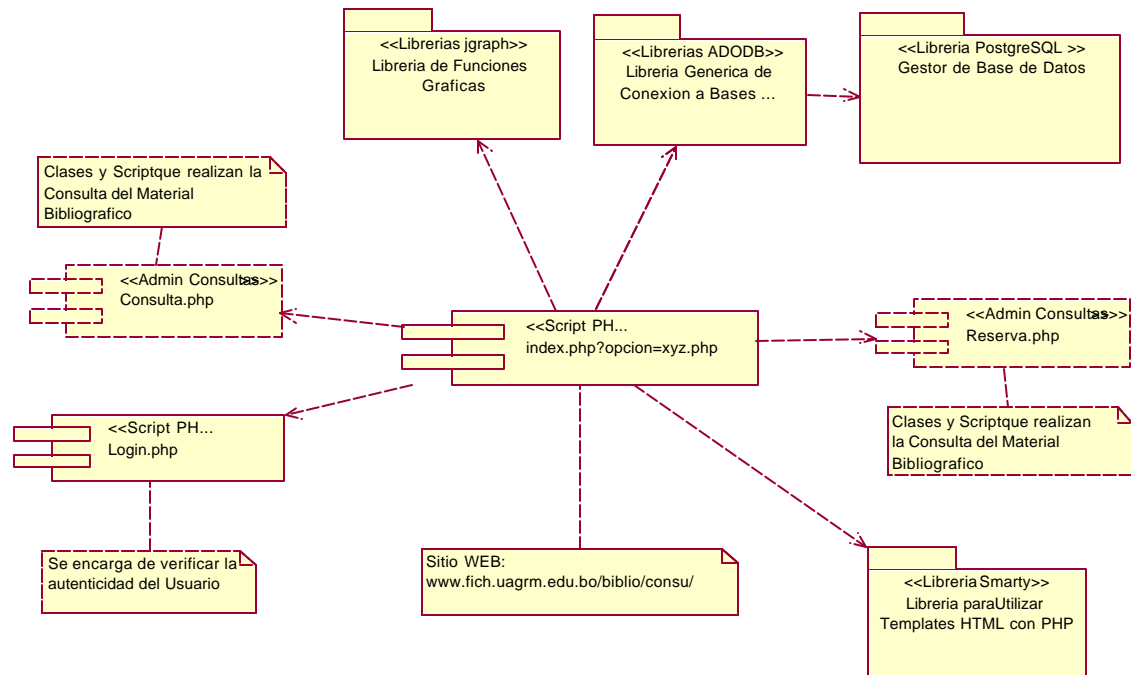 <<Librerias jgraph>>
Libreria de Funciones
Graficas
<<Librerias ADODB>>
Libreria Generica de
Conexion a Bases ...
<<Libreria PostgreSQL >>
Gestor de Base de Datos
Clases y Scriptque realizan la
Consulta del Material
Bibliografico
<<Admin Consultas>>>>
Consulta.php
<<Script PH...
index.php?opcion=xyz.php
<<Admin Consultas>>>>
Reserva.php
<<Script PH...
Login.php
Clases y Scriptque realizan
la Consulta del Material
Bibliografico
Se encarga de verificar la
autenticidad del Usuario
Sitio WEB:
www.fich.uagrm.edu.bo/biblio/consu/
<<Libreria Smarty>>
Libreria paraUtilizar
Templates HTML con PHP